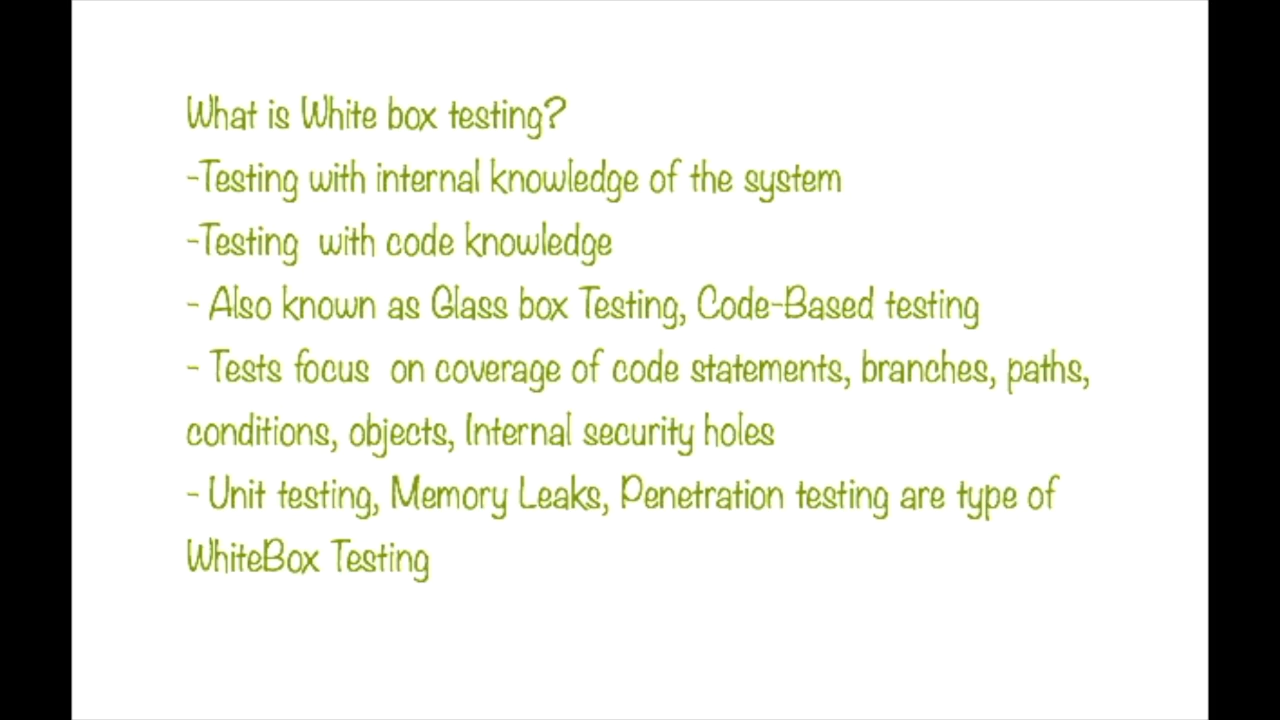 What is White box testing?
-Testing with internal knowledge of the system
-Testing with code knowledge
- Also known as Glass box Testing, Code-Based testing
- Tests focus on coverage of code statements, branches, paths,
conditions, objects, Internal security holes
- Unit testing, Memory Leaks, Penetration testing are type of
WhiteBox Testing